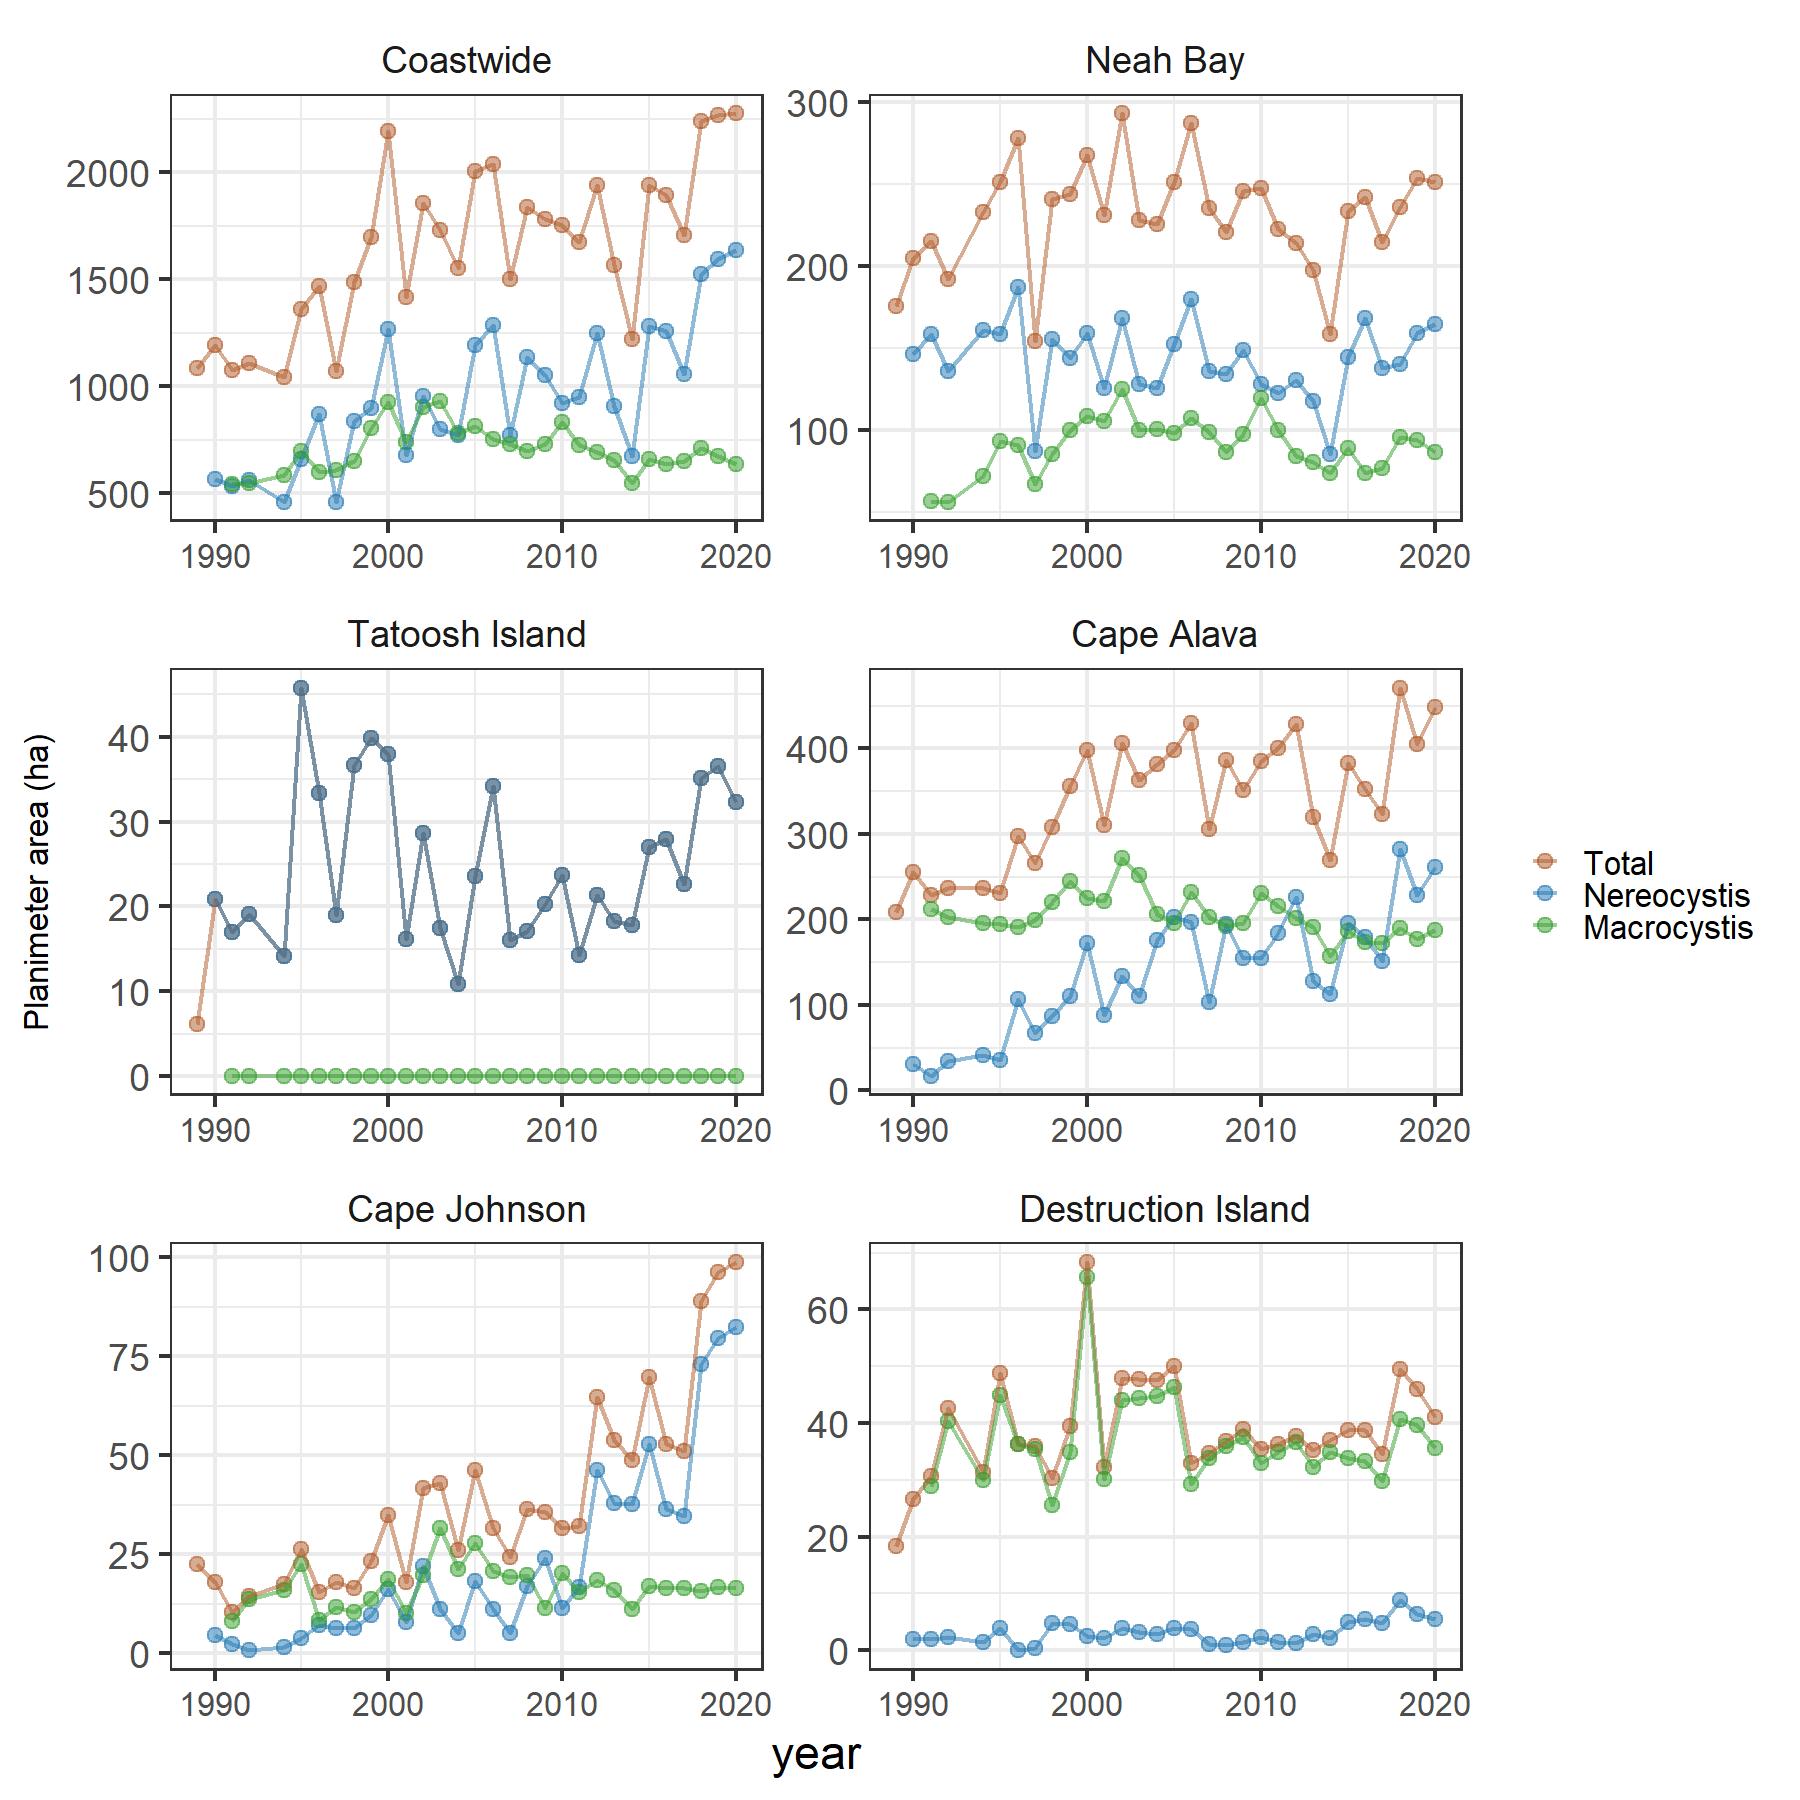 Coastwide
2000
1500
1000
500
1990 2000 2010 2020
Neah Bay
300
200
100
1990 2000 2010 2020
Tatoosh Island
40
30
20
10
0
1990 2000 2010 2020
Cape Alava
400
300
200
100
0
1990 2000 2010 2020
Cape Johnson
100
75
50
25
0
1990 2000 2010 2020
Destruction Island
60
40
20
0
1990 2000 2010 2020
Planimeter area (ha)
year
Total
Nereocystis
Macrocystis